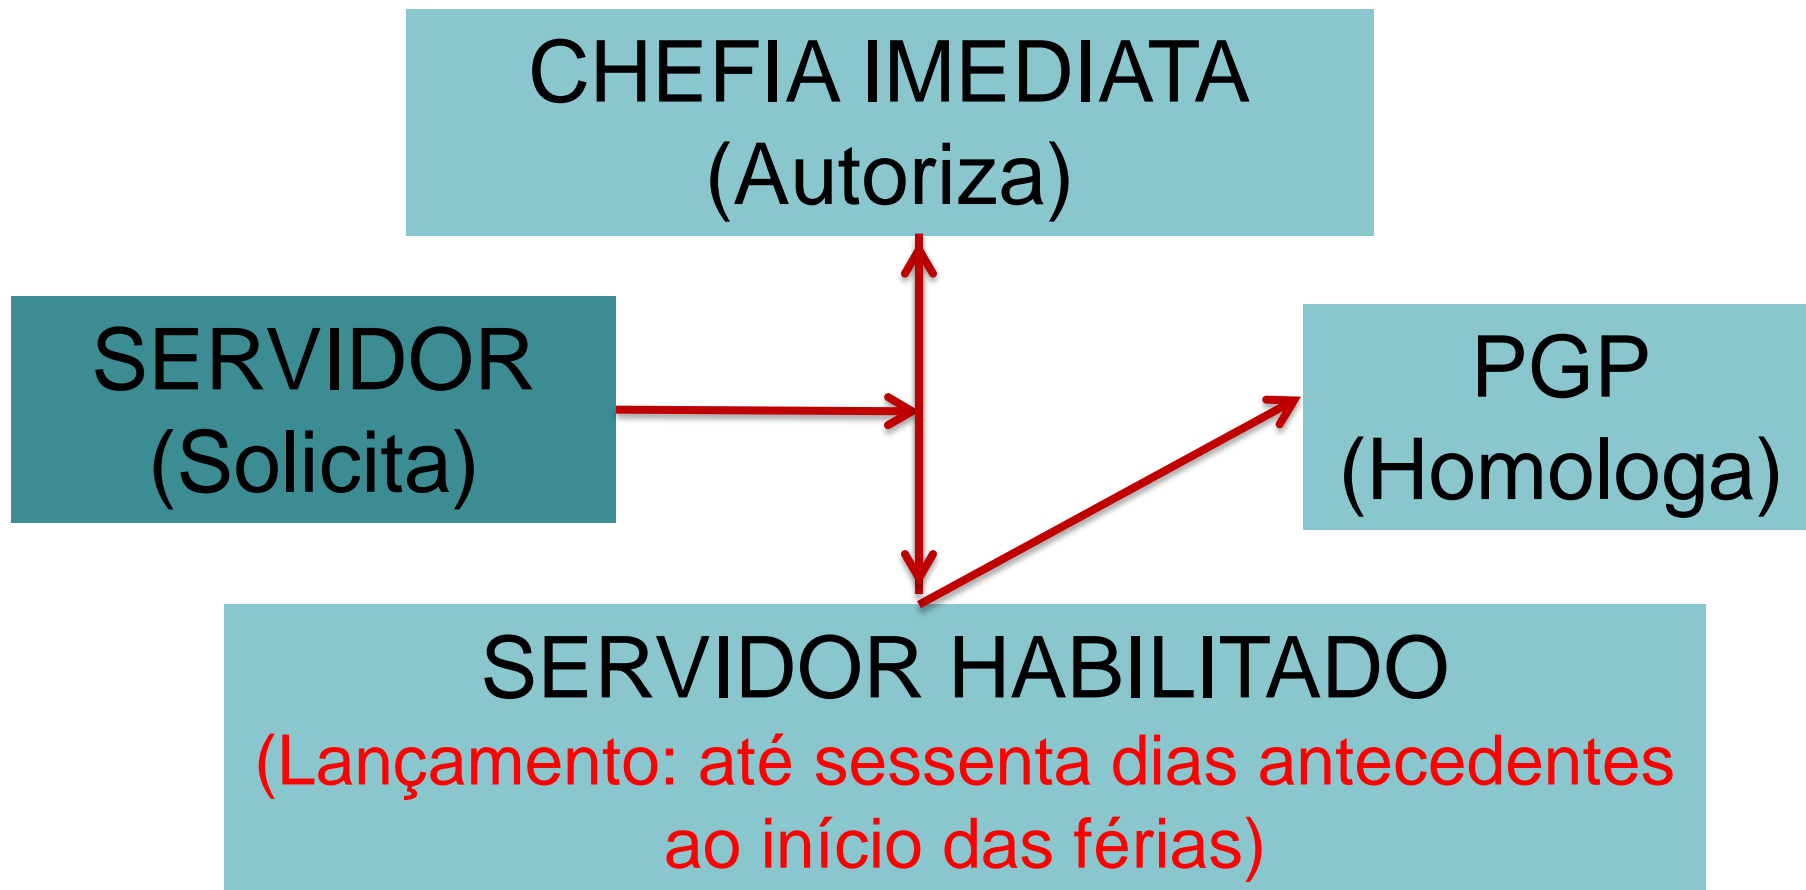 CHEFIA IMEDIATA
(Autoriza)
SERVIDOR
(Solicita)
PGP
(Homologa)
SERVIDOR HABILITADO
(Lançamento: até sessenta dias antecedentes
ao início das férias)